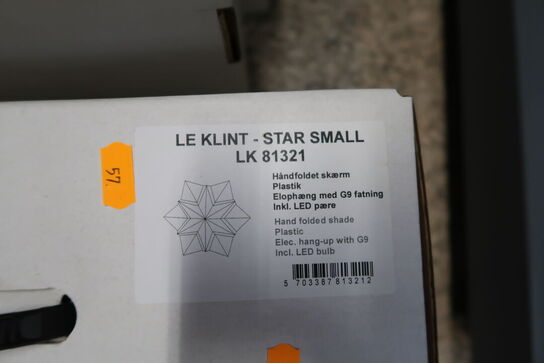 LE KLINT - STAR SMALL
LK 81321
Håndfoldet skærm
Plastik
Elophæng med G9 fatning
Inkl. LED pære
Hand folded shade
Plastic
Elec. hang-up with G9
Incl. LED bulb
5 703387 813212
57.